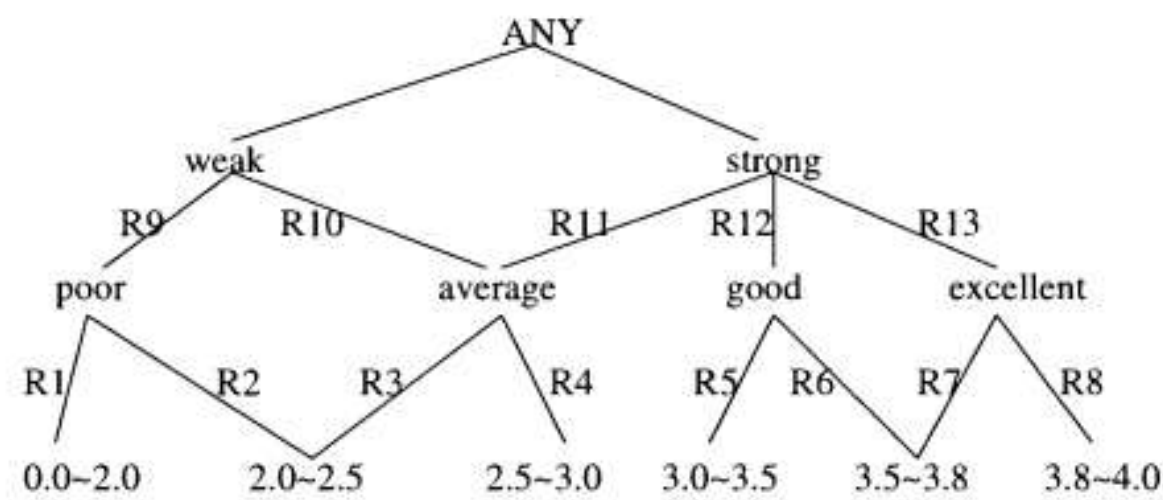 ANY
weak strong
R9 R10 R11 R12 R13
poor average good excellent
R1 R2 R3 R4 R5 R6 R7 R8
0.0~2.0 2.0~2.5 2.5~3.0 3.0~3.5 3.5~3.8 3.8~4.0